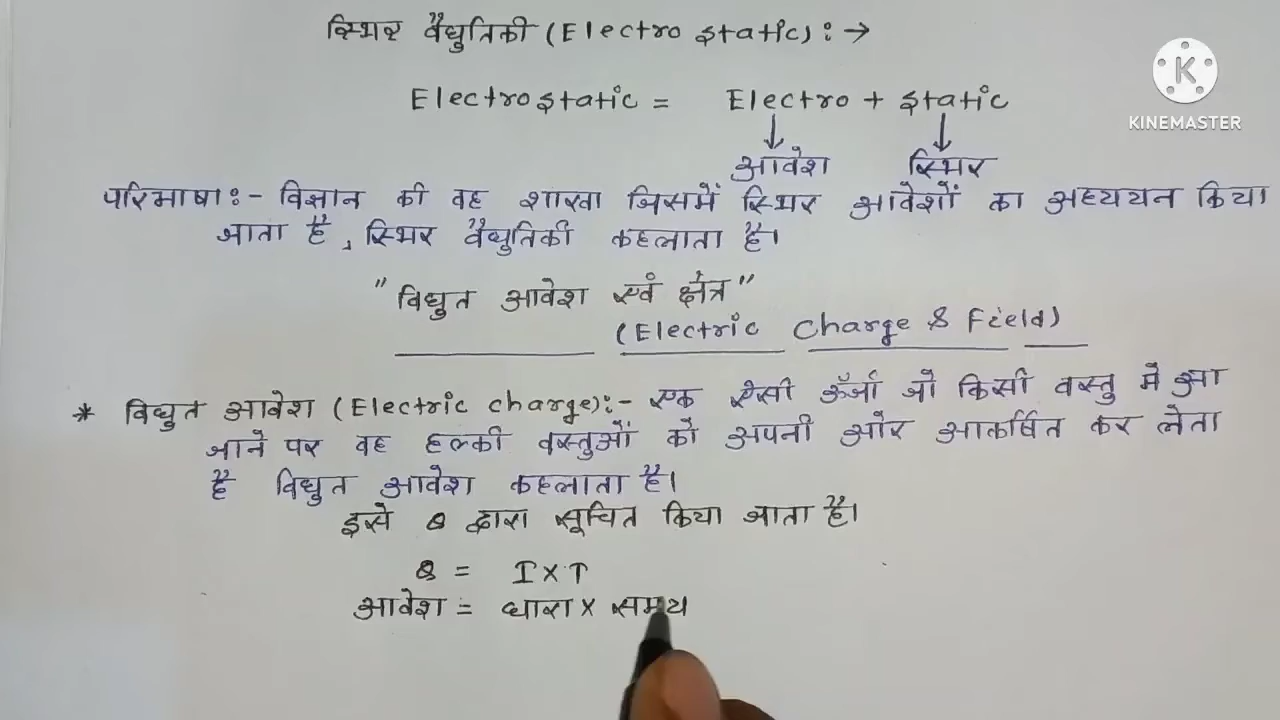 स्थिर वैद्युतिकी (Electro static) : →
Electro static = Electro + static
आवेश स्थिर
परिभाषा :- विज्ञान की वह शाखा जिसमें स्थिर आवेशों का अध्ययन किया
जाता है, स्थिर वैद्युतिकी कहलाता है।
"विद्युत आवेश एवं क्षेत्र"
(Electric Charge & Field)
* विद्युत आवेश (Electric charge) :- एक ऐसी ऊर्जा जो किसी वस्तु मे आ
जाने पर वह हल्की वस्तुओं को अपनी ओर आकर्षित कर लेता
है विद्युत आवेश कहलाता है।
इसे Q द्वारा सूचित किया जाता है।
Q = I × T
आवेश = धारा × समय
KINEMASTER